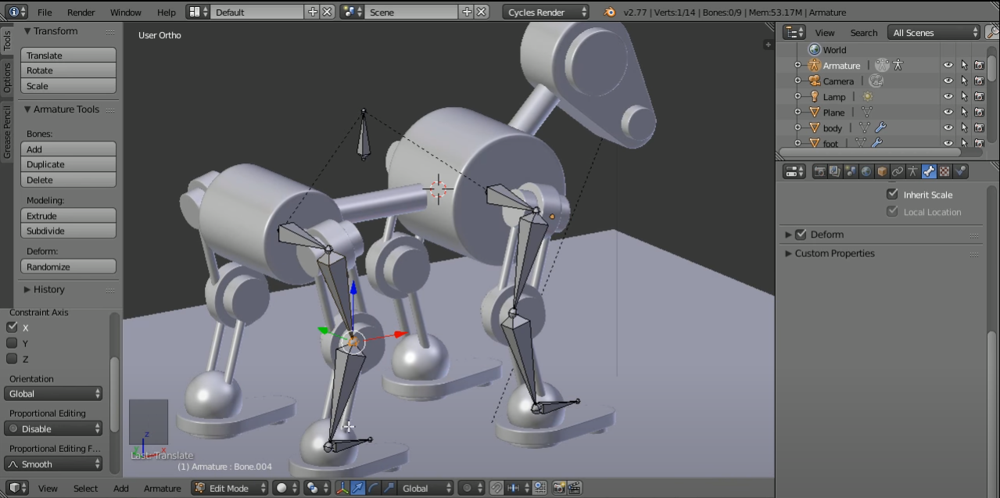 File Render Window Help Default Scene Cycles Render v2.77 | Verts:1/14 | Bones:0/9 | Mem:53.17M | Armature
Tools
Options
Grease Pencil
Transform
Translate
Rotate
Scale
Armature Tools
Bones:
Add
Duplicate
Delete
Modeling:
Extrude
Subdivide
Deform:
Randomize
History
Constraint Axis
X
Y
Z
Orientation
Global
Proportional Editing
Disable
Proportional Editing F...
Smooth
User Ortho
z
Last: Translate
(1) Armature : Bone.004
View Select Add Armature Edit Mode Global
View Search All Scenes
World
Armature
Camera
Lamp
Plane
body
foot
Inherit Scale
Local Location
Deform
Custom Properties